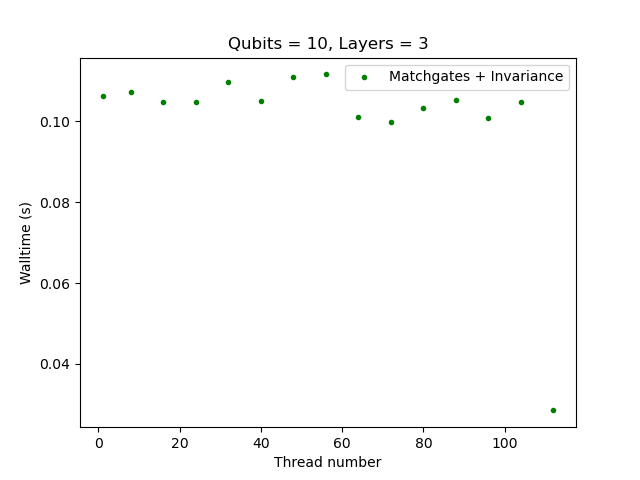 Qubits = 10, Layers = 3
Matchgates + Invariance
0.10
0.08
0.06
0.04
Walltime (s)
0 20 40 60 80 100
Thread number